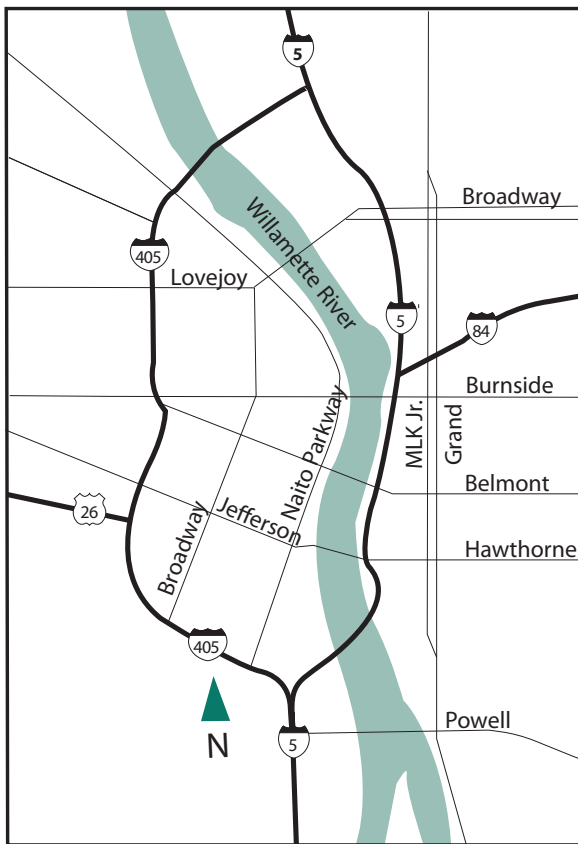 5
Broadway
405
Lovejoy
Willamette River
5
84
Burnside
MLK Jr.
Grand
Naito Parkway
Belmont
26
Jefferson
Broadway
Hawthorne
405
N
5
Powell